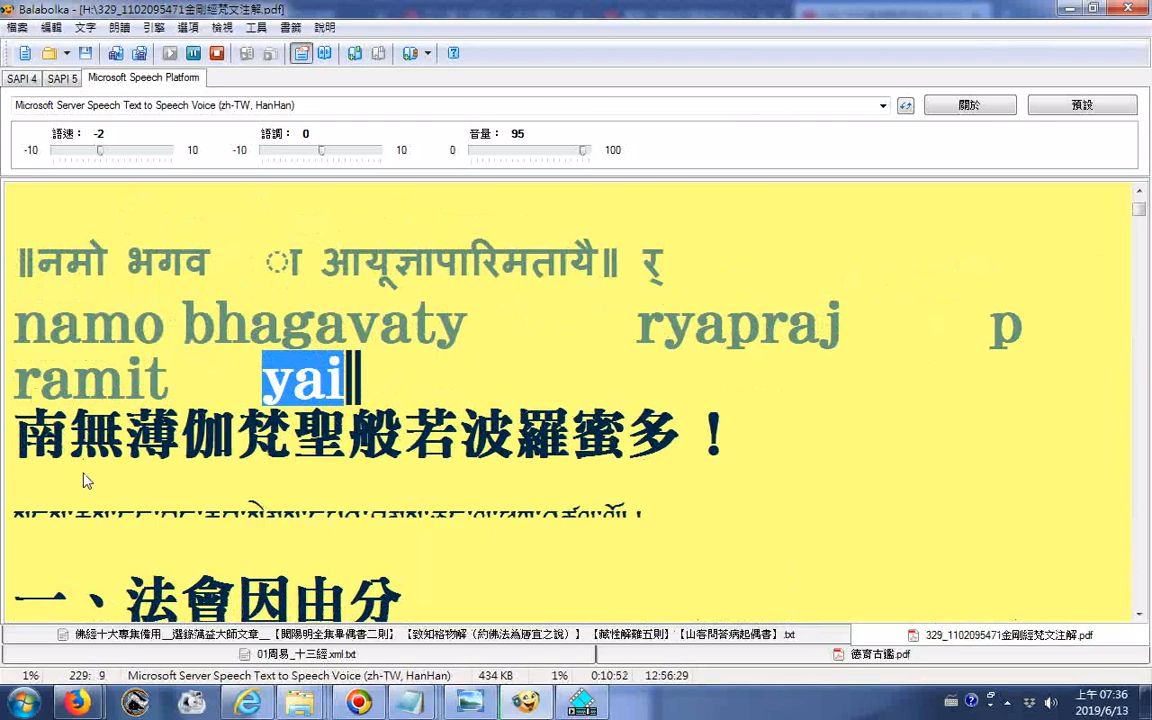 Balabolka - [H:\329_1102095471金剛經梵文注解.pdf]
檔案 編輯 文字 朗讀 引擎 選項 檢視 工具 書籤 說明
SAPI 4 SAPI 5 Microsoft Speech Platform
Microsoft Server Speech Text to Speech Voice (zh-TW, HanHan) 關於 預設
語速： -2 語調： 0 音量： 95
-10 10 -10 10 0 100
॥नमो भगव ा आयूज्ञापारिमतायै॥ र्
namo bhagavaty ryapraj p
ramit yai‖
南無薄伽梵聖般若波羅蜜多！
一、法會因由分
佛經十大專集備用__選錄蕅益大師文章__【閱陽明全集畢偶書二則】 【致知格物解（約佛法為唐宜之說）】 【藏性解難五則】 【山客問答病起偶書】.txt 329_1102095471金剛經梵文注解.pdf
01周易_十三經.xml.txt 德育古鑑.pdf
1% 229: 9 Microsoft Server Speech Text to Speech Voice (zh-TW, HanHan) 434 KB 1% 0:10:52 12:56:29
上午 07:36
2019/6/13